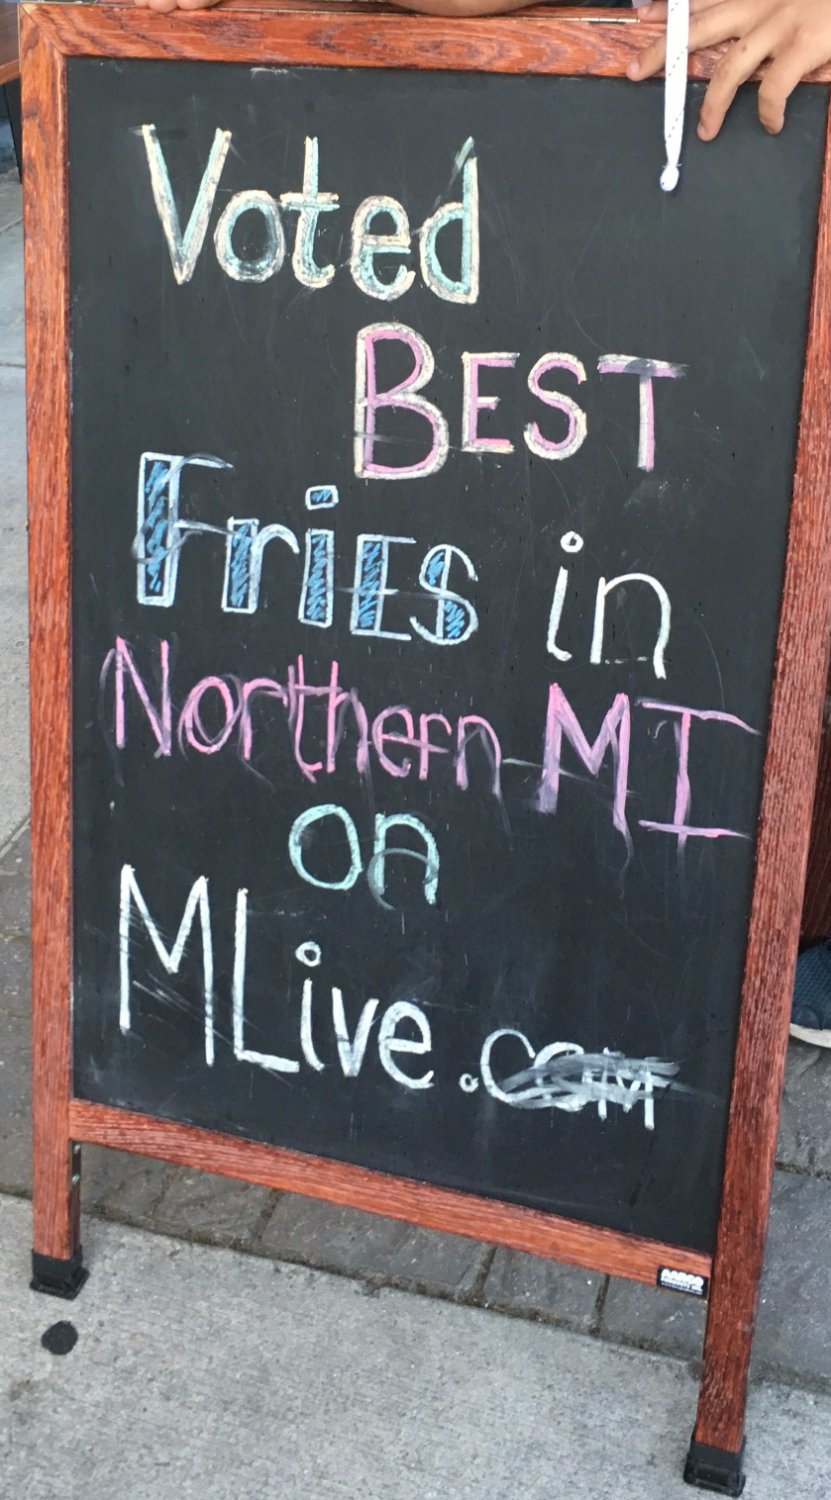 Voted
BEST
FriES in
Northern MI
on
MLive.com